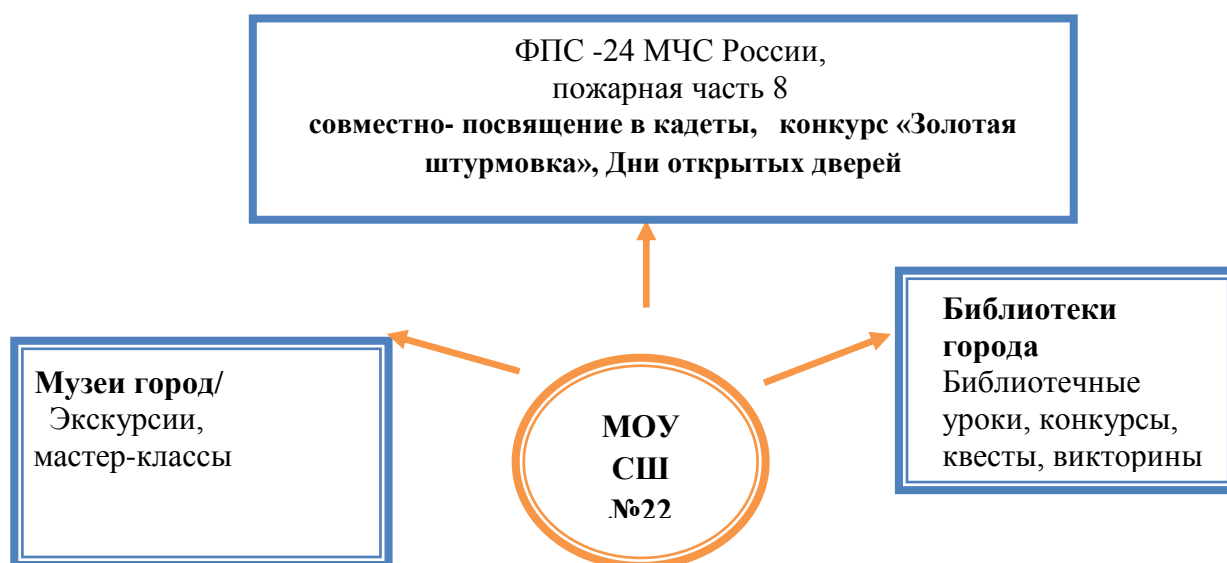 ФПС -24 МЧС России,
пожарная часть 8
совместно- посвящение в кадеты, конкурс «Золотая
штурмовка», Дни открытых дверей
Музеи город/
Экскурсии,
мастер-классы
МОУ
СШ
№22
Библиотеки
города
Библиотечные
уроки, конкурсы,
квесты, викторины